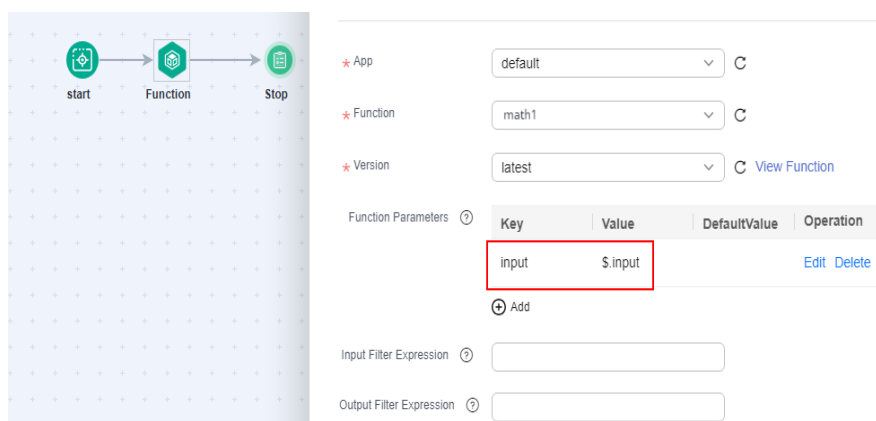 start Function Stop
* App default
* Function math1
* Version latest View Function
Function Parameters ? Key Value DefaultValue Operation
input $.input Edit Delete
Add
Input Filter Expression ?
Output Filter Expression ?